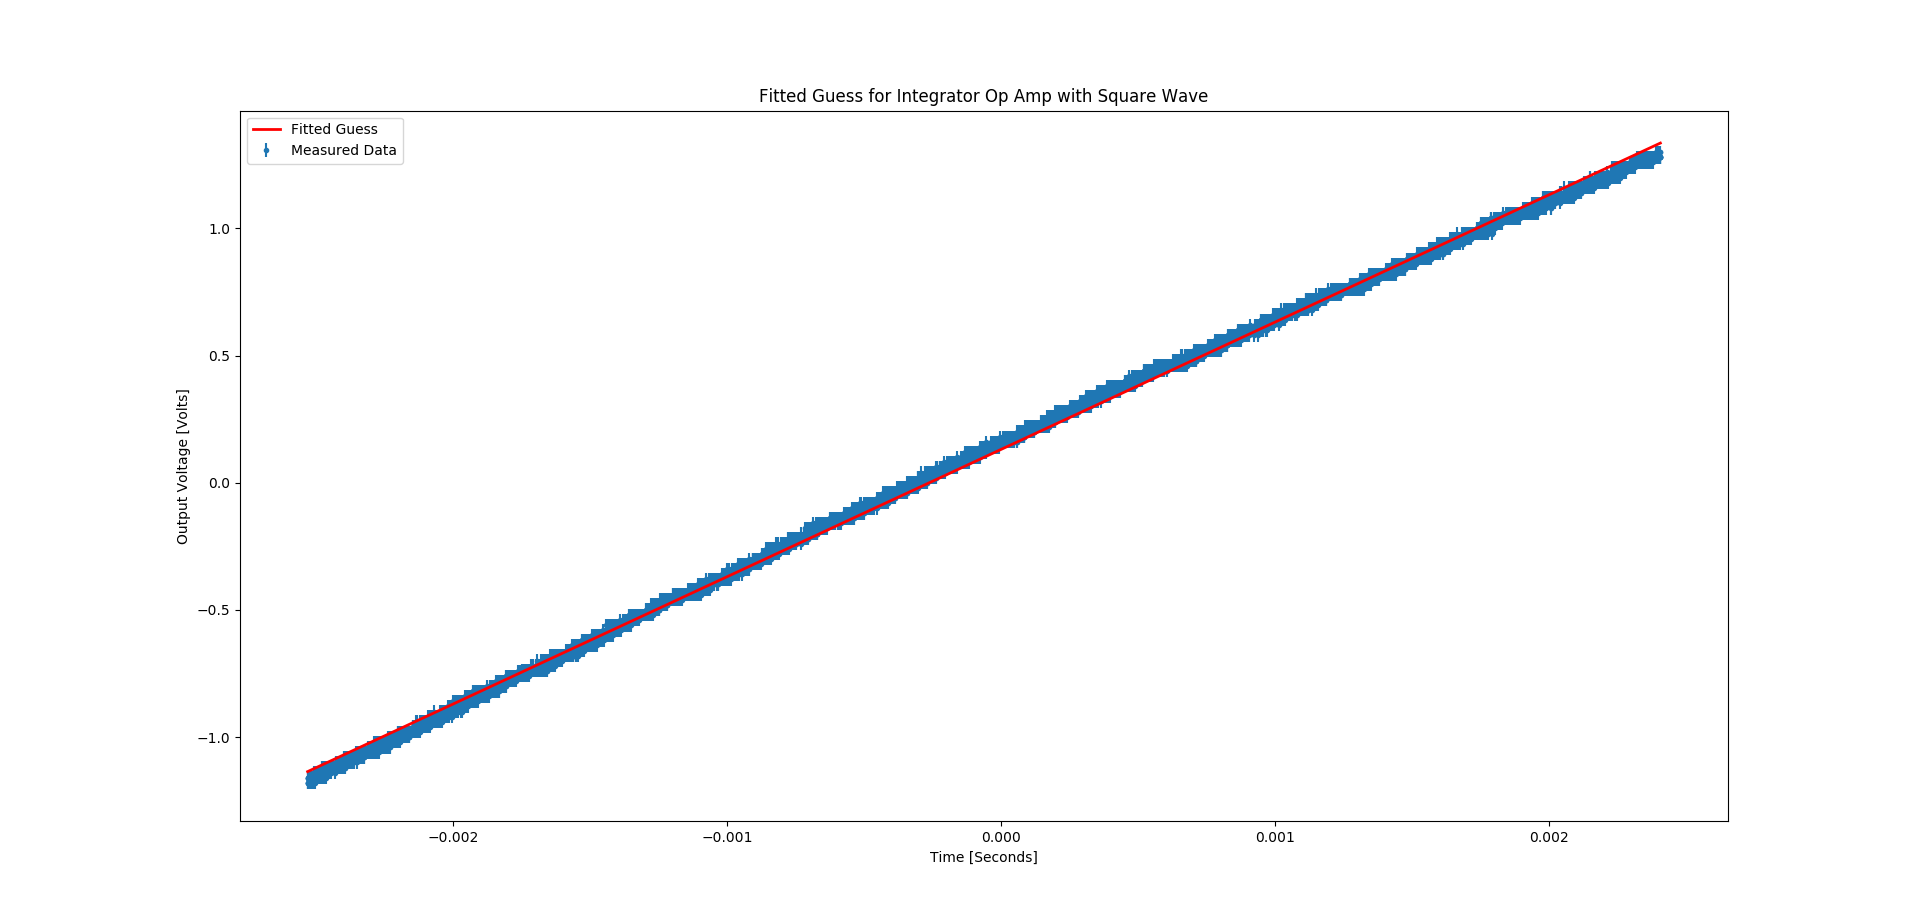 Fitted Guess for Integrator Op Amp with Square Wave
Fitted Guess
Measured Data
1.0
0.5
0.0
−0.5
−1.0
Output Voltage [Volts]
−0.002
−0.001
0.000
0.001
0.002
Time [Seconds]